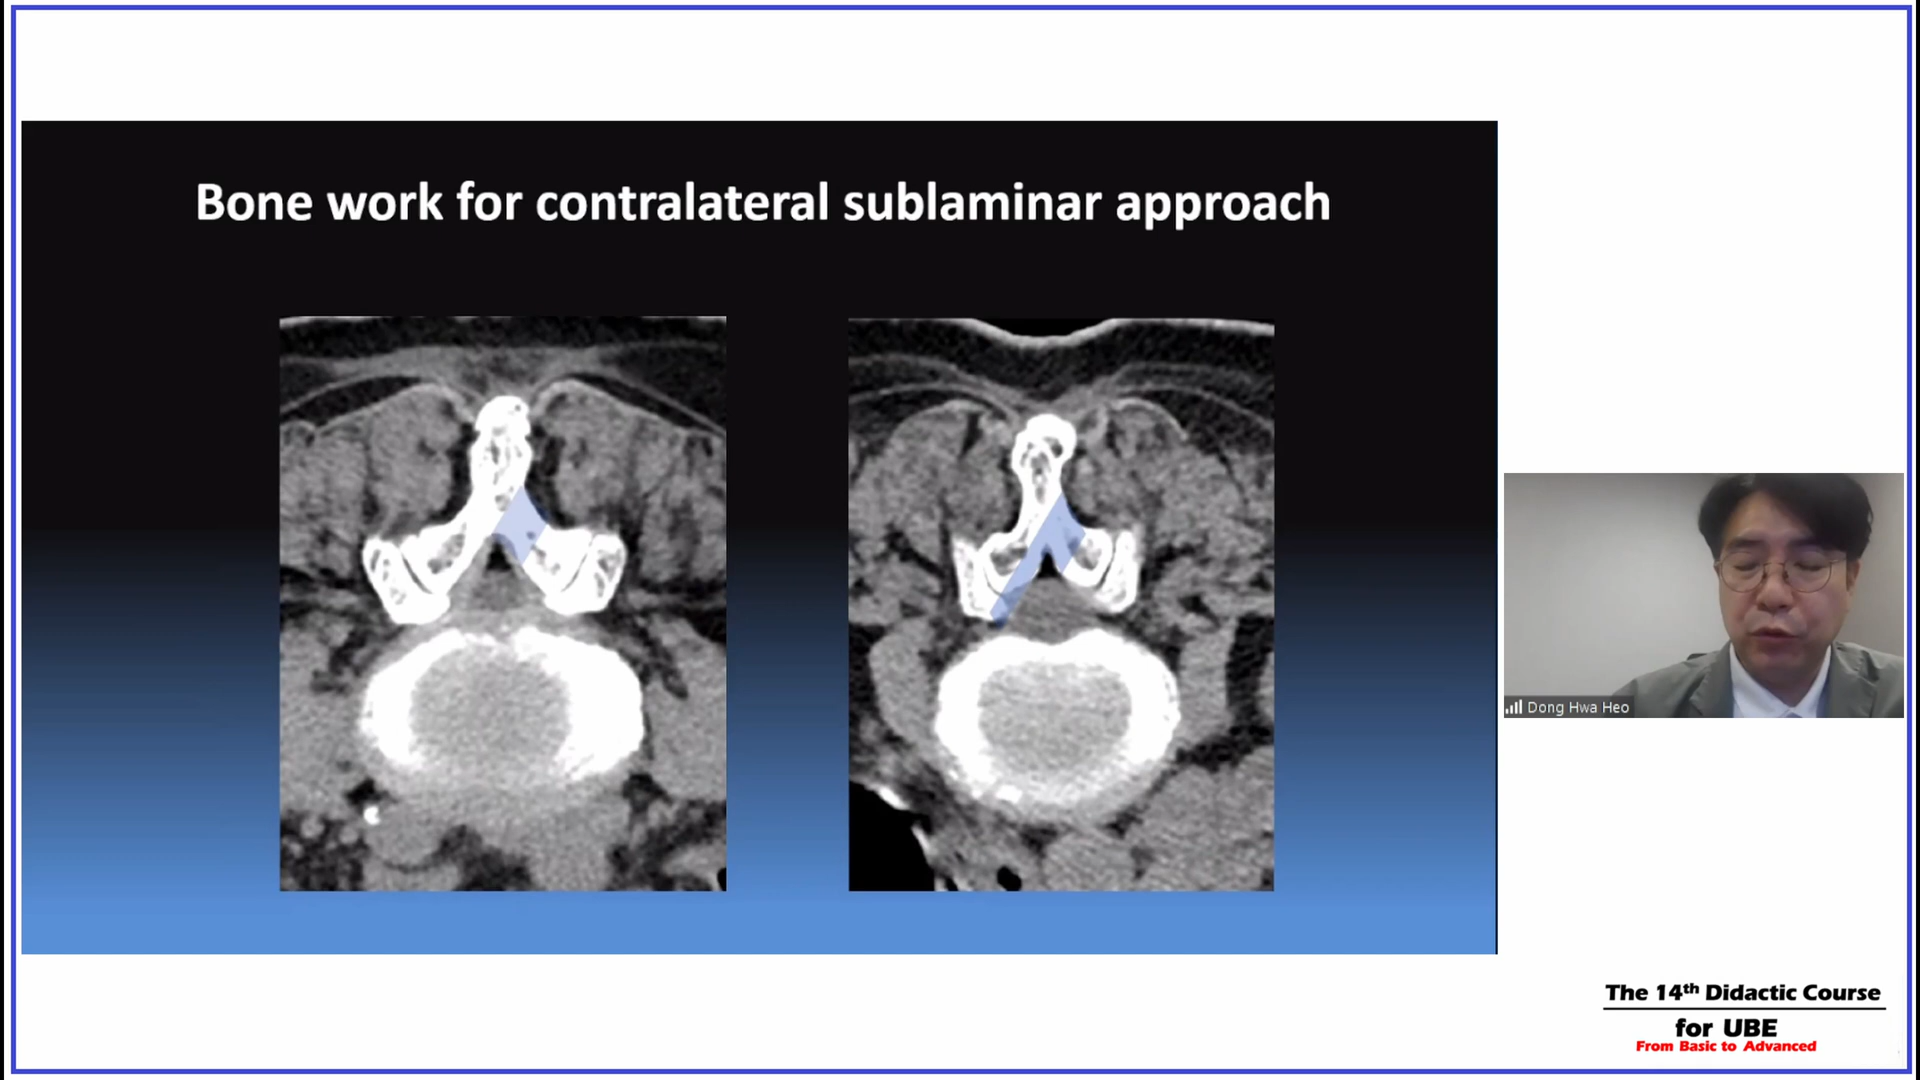 Bone work for contralateral sublaminar approach
Dong Hwa Heo
The 14th Didactic Course
for UBE
From Basic to Advanced